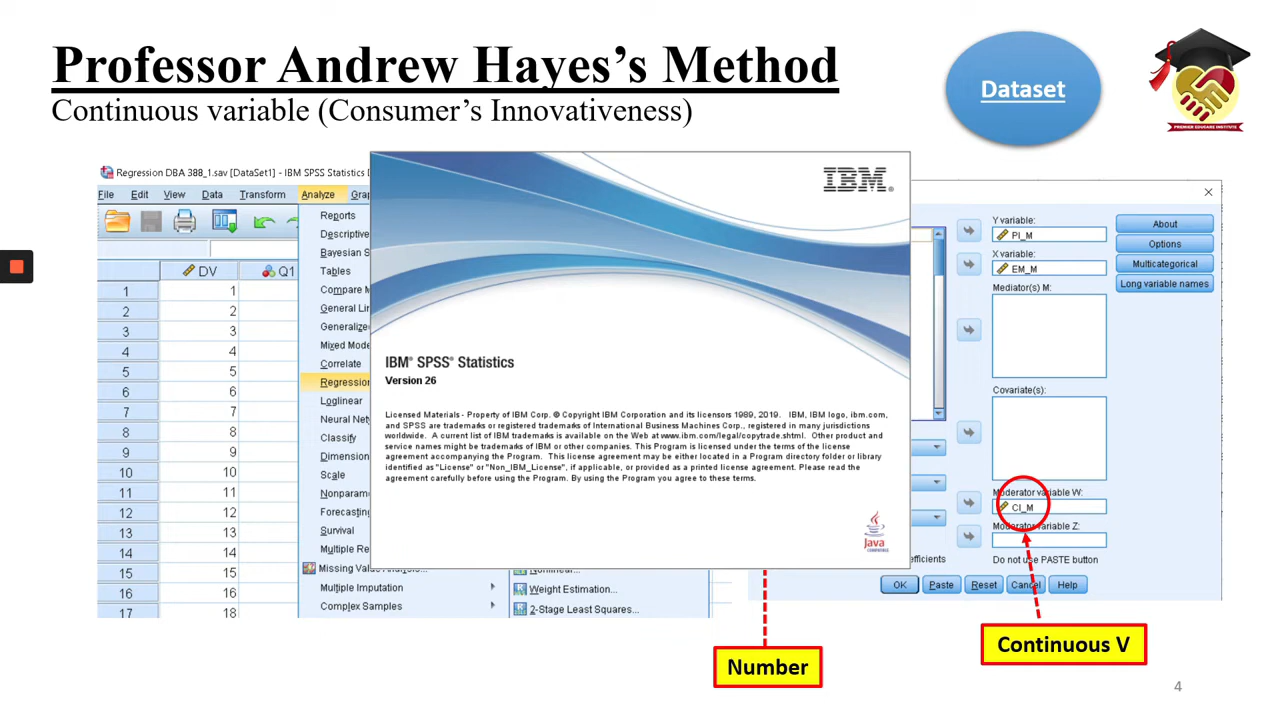 Professor Andrew Hayes's Method
Continuous variable (Consumer's Innovativeness)
Dataset
PREMIER EDUCARE INSTITUTE
Regression DBA 388_1.sav [DataSet1] - IBM SPSS Statistics
File Edit View Data Transform Analyze Gra
Reports
Descriptive
Bayesian S
Tables
Compare M
General Lin
Generalize
Mixed Mode
Correlate
Regression
Loglinear
Neural Net
Classify
Dimension
Scale
Nonparam
Forecasting
Survival
Multiple Re
Missing Value Analysis...
Multiple Imputation
Complex Samples
DV Q1
1 1
2 2
3 3
4 4
5 5
6 6
7 7
8 8
9 9
10 10
11 11
12 12
13 13
14 14
15 15
16 16
17 18
Nonlinear...
Weight Estimation...
2-Stage Least Squares...
IBM®
IBM® SPSS® Statistics
Version 26
Licensed Materials - Property of IBM Corp. © Copyright IBM Corporation and its licensors 1989, 2019. IBM, IBM logo, ibm.com,
and SPSS are trademarks or registered trademarks of International Business Machines Corp., registered in many jurisdictions
worldwide. A current list of IBM trademarks is available on the Web at www.ibm.com/legal/copytrade.shtml. Other product and
service names might be trademarks of IBM or other companies. This Program is licensed under the terms of the license
agreement accompanying the Program. This license agreement may be either located in a Program directory folder or library
identified as "License" or "Non_IBM_License", if applicable, or provided as a printed license agreement. Please read the
agreement carefully before using the Program. By using the Program you agree to these terms.
Java
COMPATIBLE
Y variable:
PI_M
X variable:
EM_M
Mediator(s) M:
Covariate(s):
Moderator variable W:
CI_M
Moderator variable Z:
Do not use PASTE button
About
Options
Multicategorical
Long variable names
efficients
OK Paste Reset Cancel Help
Number
Continuous V
4